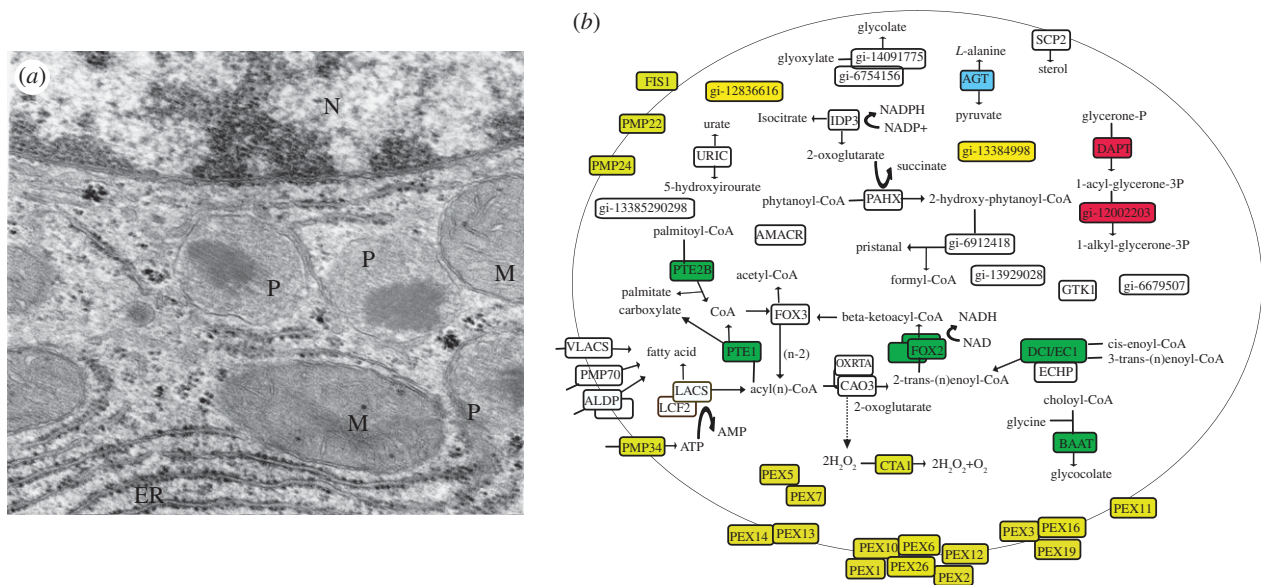 (a)
N
P
P
M
M
P
ER
(b)
glycolate
glyoxylate
gi-14091775
gi-6754156
SCP2
sterol
L-alanine
AGT
pyruvate
FIS1
gi-12836616
PMP22
urate
URIC
5-hydroxyirourate
Isocitrate
IDP3
NADPH
NADP+
2-oxoglutarate
succinate
gi-13384998
glycerone-P
DAPT
1-acyl-glycerone-3P
gi-12002203
1-alkyl-glycerone-3P
PMP24
gi-13385290298
phytanoyl-CoA
PAHX
2-hydroxy-phytanoyl-CoA
palmitoyl-CoA
AMACR
pristanal
gi-6912418
formyl-CoA
gi-13929028
GTK1
gi-6679507
PTE2B
acetyl-CoA
palmitate
carboxylate
CoA
FOX3
beta-ketoacyl-CoA
NADH
NAD
VLACS
fatty acid
PTE1
(n-2)
OXRTA
FOX2
DCI/EC1
cis-enoyl-CoA
3-trans-(n)enoyl-CoA
ECHP
PMP70
ALDP
LACS
LCF2
acyl(n)-CoA
CAO3
2-trans-(n)enoyl-CoA
2-oxoglutarate
choloyl-CoA
glycine
BAAT
glycocolate
PMP34
ATP
AMP
2H₂O₂
CTA1
2H₂O₂+O₂
PEX5
PEX7
PEX14
PEX13
PEX10
PEX6
PEX12
PEX1
PEX26
PEX2
PEX3
PEX16
PEX19
PEX11